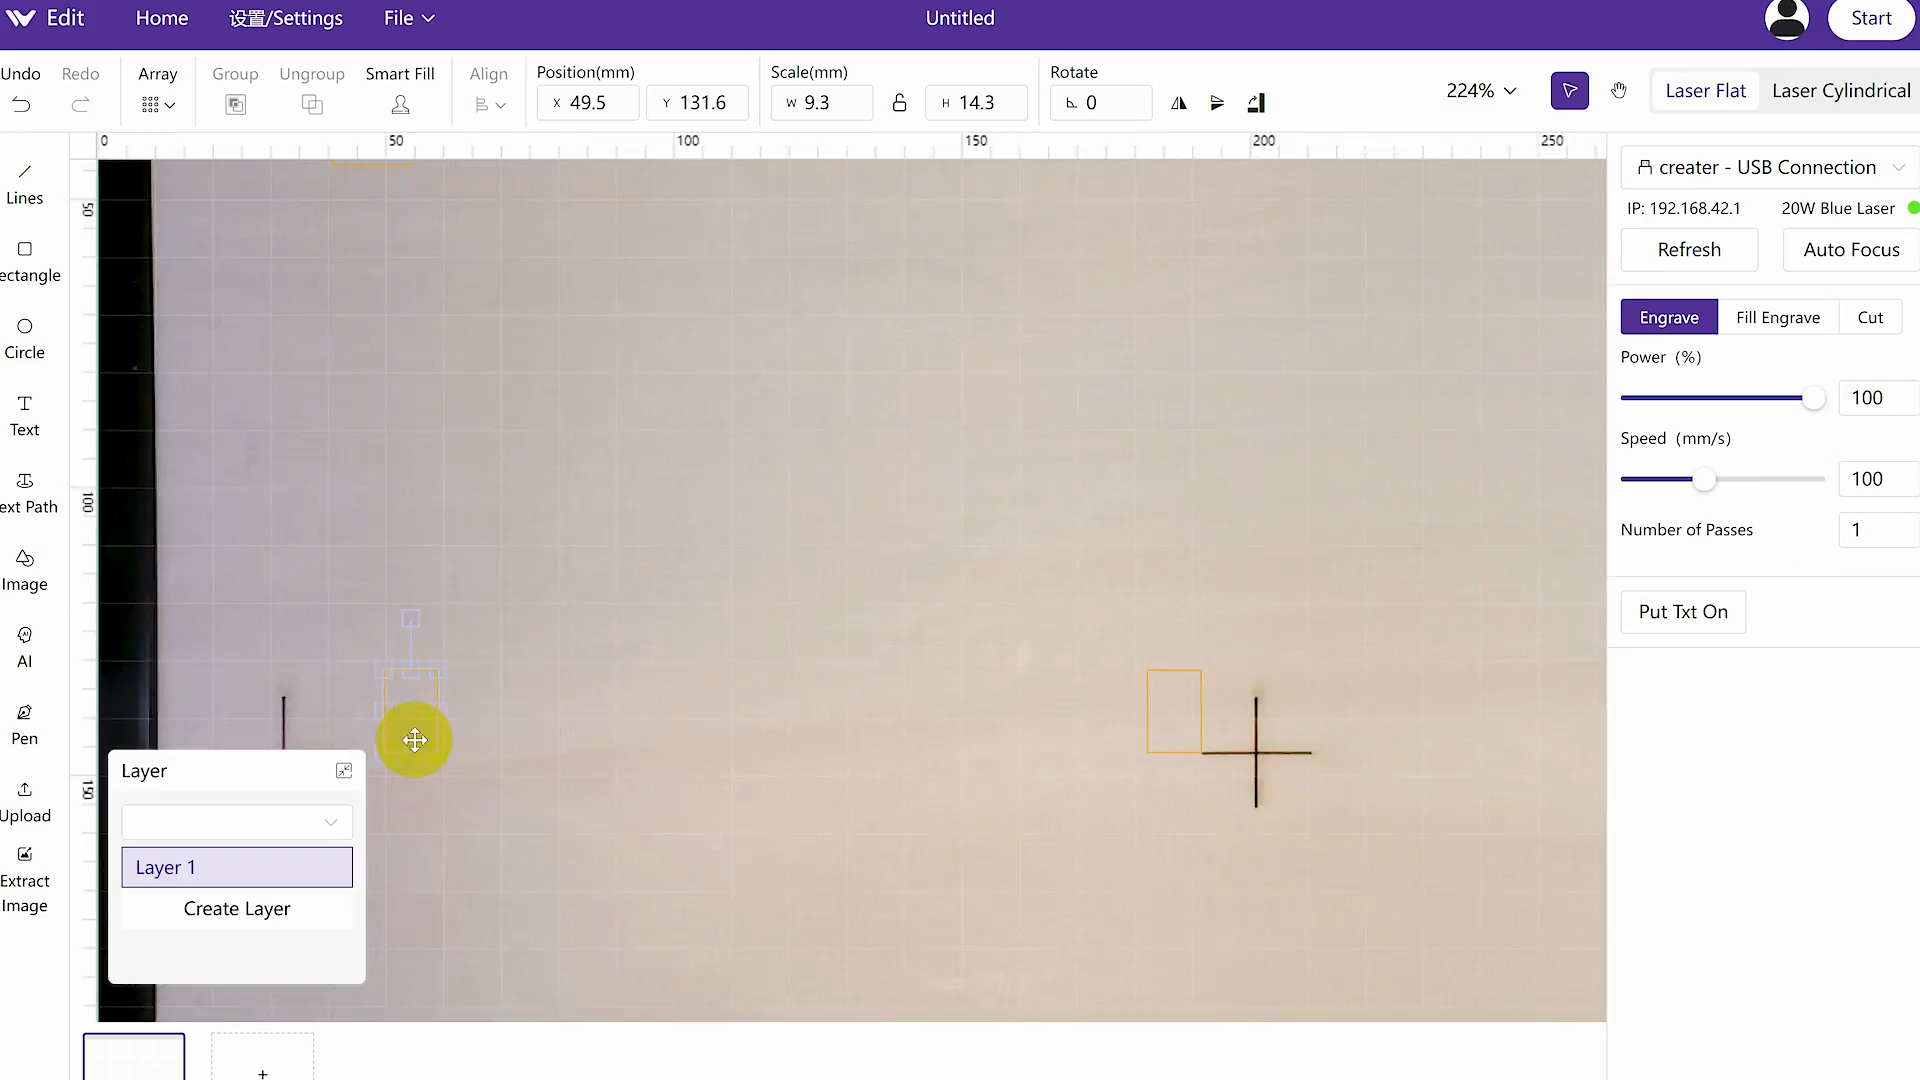 Edit
Home
设置/Settings
File
Untitled
Start
Undo
Redo
Array
Group
Ungroup
Smart Fill
Align
Position(mm)
X 49.5
Y 131.6
Scale(mm)
W 9.3
H 14.3
Rotate
0
224%
Laser Flat
Laser Cylindrical
0
50
100
150
200
250
50
100
150
Lines
ectangle
Circle
Text
ext Path
Image
AI
Pen
Upload
Extract
Image
Layer
Layer 1
Create Layer
+
creater - USB Connection
IP: 192.168.42.1
20W Blue Laser
Refresh
Auto Focus
Engrave
Fill Engrave
Cut
Power (%)
100
Speed (mm/s)
100
Number of Passes
1
Put Txt On